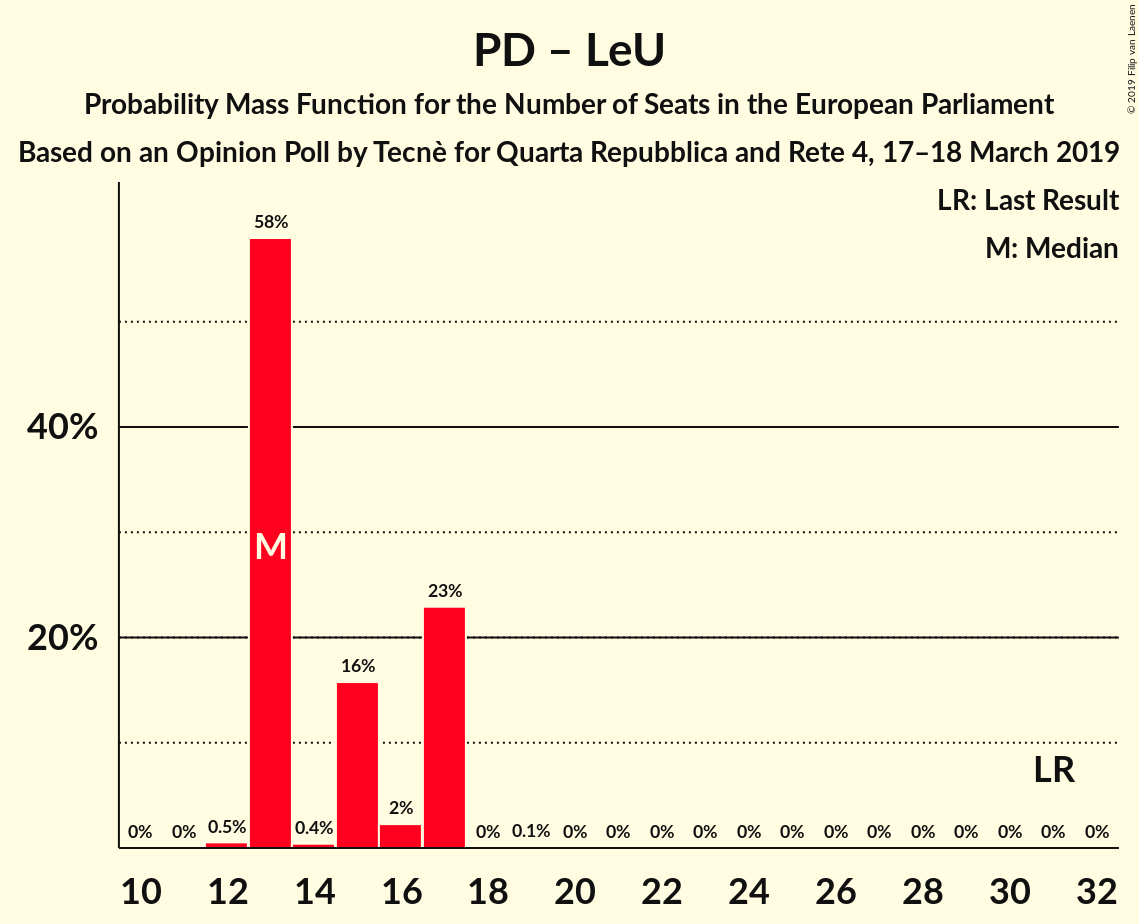 PD – LeU
Probability Mass Function for the Number of Seats in the European Parliament
Based on an Opinion Poll by Tecnè for Quarta Repubblica and Rete 4, 17–18 March 2019
© 2019 Filip van Laenen
LR: Last Result
M: Median
58%
40%
M
23%
20%
16%
LR
2%
0% 0% 0.5% 0.4% 0% 0.1% 0% 0% 0% 0% 0% 0% 0% 0% 0% 0% 0% 0% 0%
10 12 14 16 18 20 22 24 26 28 30 32